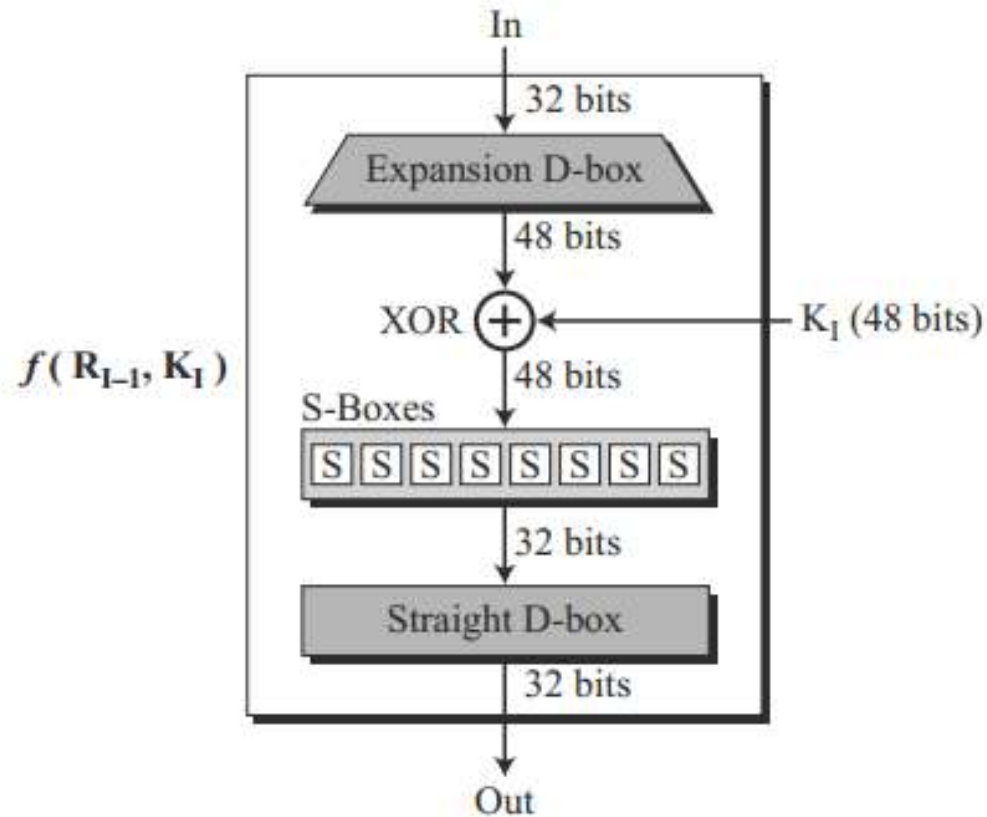 In
32 bits
Expansion D-box
48 bits
XOR + K_I (48 bits)
f ( R_I–1, K_I )
48 bits
S-Boxes
S S S S S S S S
32 bits
Straight D-box
32 bits
Out